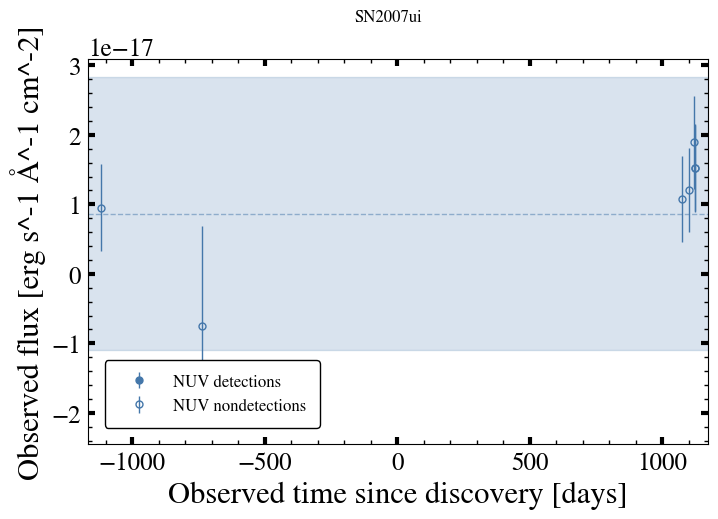 SN2007ui
1e−17
3
2
1
0
−1
−2
Observed flux [erg s^-1 Å^-1 cm^-2]
NUV detections
NUV nondetections
−1000 −500 0 500 1000
Observed time since discovery [days]